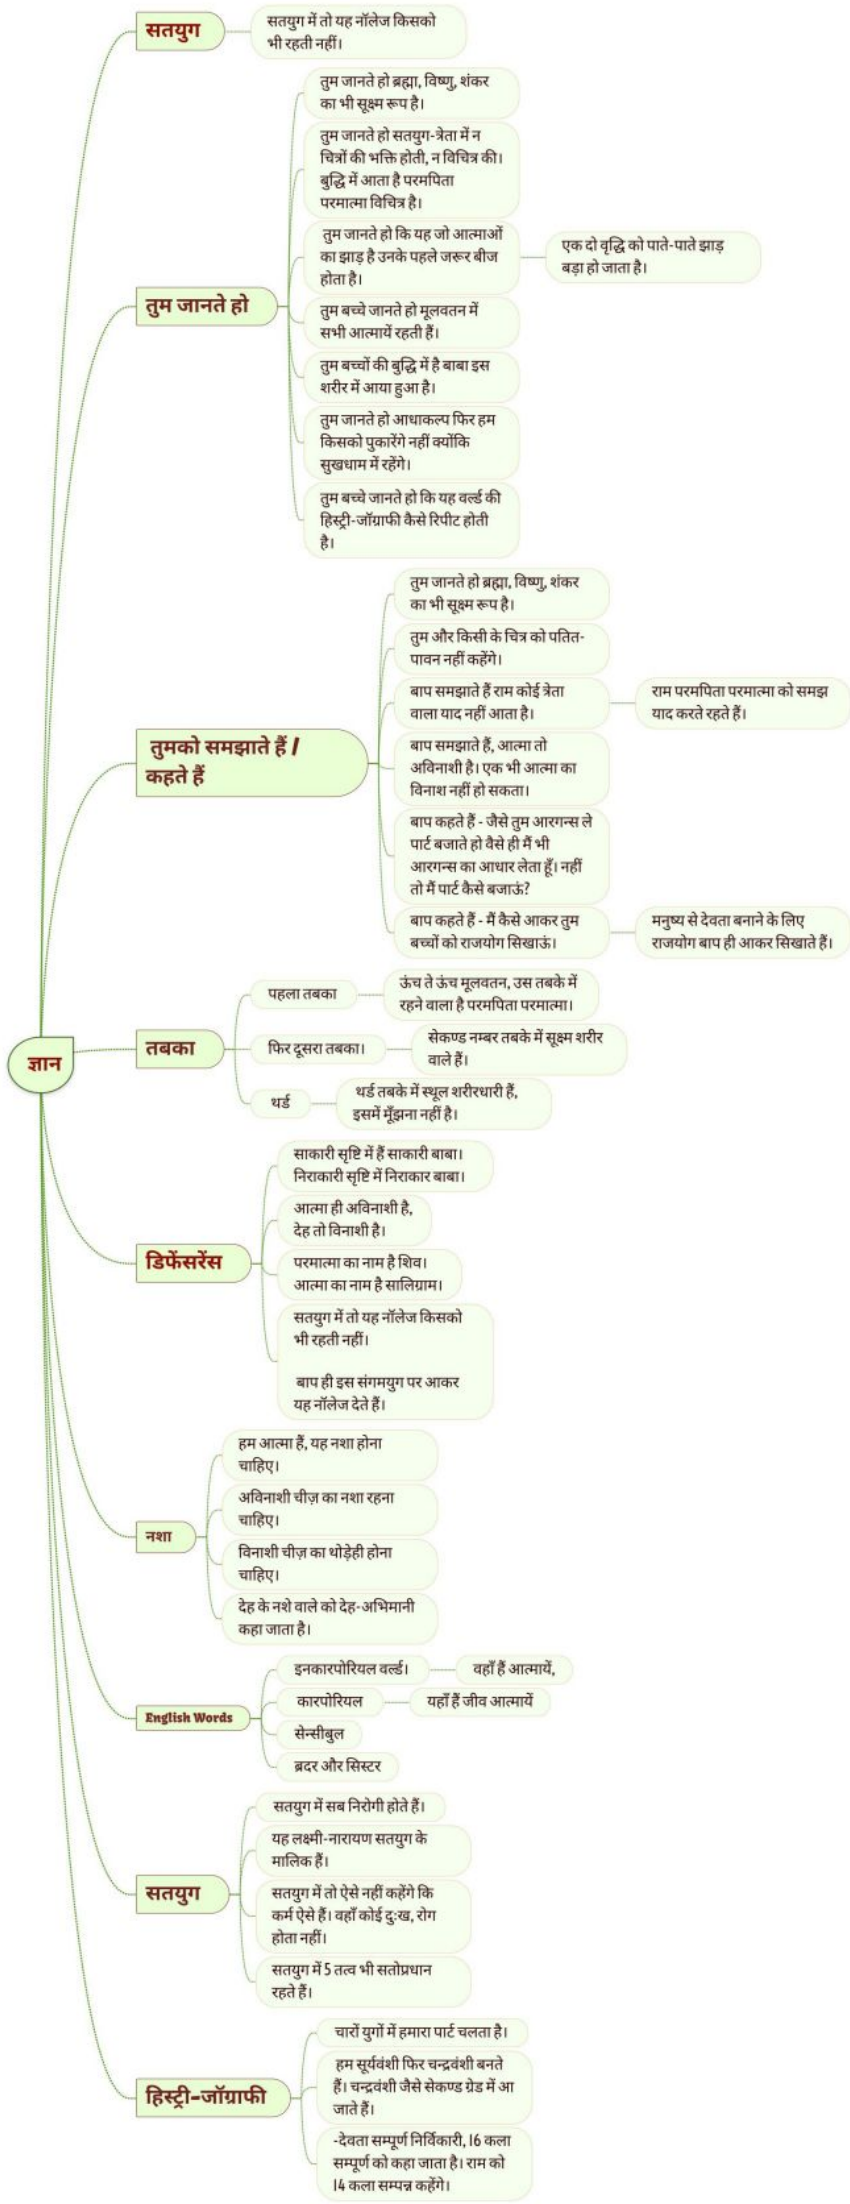 सतयुग
सतयुग में तो यह नॉलेज किसको
भी रहती नहीं।
तुम जानते हो
तुम जानते हो ब्रह्मा, विष्णु, शंकर
का भी सूक्ष्म रूप है।
तुम जानते हो सतयुग-त्रेता में न
चित्रों की भक्ति होती, न विचित्र की।
बुद्धि में आता है परमपिता
परमात्मा विचित्र है।
तुम जानते हो कि यह जो आत्माओं
का झाड़ है उनके पहले जरूर बीज
होता है।
एक दो वृद्धि को पाते-पाते झाड़
बड़ा हो जाता है।
तुम बच्चे जानते हो मूलवतन में
सभी आत्मायें रहती हैं।
तुम बच्चों की बुद्धि में है बाबा इस
शरीर में आया हुआ है।
तुम जानते हो आधाकल्प फिर हम
किसको पुकारेंगे नहीं क्योंकि
सुखधाम में रहेंगे।
तुम बच्चे जानते हो कि यह वर्ल्ड की
हिस्ट्री-जॉग्राफी कैसे रिपीट होती
है।
तुमको समझाते हैं /
कहते हैं
तुम जानते हो ब्रह्मा, विष्णु, शंकर
का भी सूक्ष्म रूप है।
तुम और किसी के चित्र को पतित-
पावन नहीं कहेंगे।
बाप समझाते हैं राम कोई त्रेता
वाला याद नहीं आता है।
राम परमपिता परमात्मा को समझ
याद करते रहते हैं।
बाप समझाते हैं, आत्मा तो
अविनाशी है। एक भी आत्मा का
विनाश नहीं हो सकता।
बाप कहते हैं - जैसे तुम आरगन्स ले
पार्ट बजाते हो वैसे ही मैं भी
आरगन्स का आधार लेता हूँ। नहीं
तो मैं पार्ट कैसे बजाऊं?
बाप कहते हैं - मैं कैसे आकर तुम
बच्चों को राजयोग सिखाऊं।
मनुष्य से देवता बनाने के लिए
राजयोग बाप ही आकर सिखाते हैं।
ज्ञान
तबका
पहला तबका
ऊंच ते ऊंच मूलवतन, उस तबके में
रहने वाला है परमपिता परमात्मा।
फिर दूसरा तबका।
सेकण्ड नम्बर तबके में सूक्ष्म शरीर
वाले हैं।
थर्ड
थर्ड तबके में स्थूल शरीरधारी हैं,
इसमें मूँझना नहीं है।
डिफेंसरेंस
साकारी सृष्टि में हैं साकारी बाबा।
निराकारी सृष्टि में निराकार बाबा।
आत्मा ही अविनाशी है,
देह तो विनाशी है।
परमात्मा का नाम है शिव।
आत्मा का नाम है सालिग्राम।
सतयुग में तो यह नॉलेज किसको
भी रहती नहीं।
बाप ही इस संगमयुग पर आकर
यह नॉलेज देते हैं।
नशा
हम आत्मा हैं, यह नशा होना
चाहिए।
अविनाशी चीज़ का नशा रहना
चाहिए।
विनाशी चीज़ का थोड़ेही होना
चाहिए।
देह के नशे वाले को देह-अभिमानी
कहा जाता है।
English Words
इनकारपोरियल वर्ल्ड।
वहाँ हैं आत्मायें,
कारपोरियल
यहाँ हैं जीव आत्मायें
सेन्सीबुल
ब्रदर और सिस्टर
सतयुग
सतयुग में सब निरोगी होते हैं।
यह लक्ष्मी-नारायण सतयुग के
मालिक हैं।
सतयुग में तो ऐसे नहीं कहेंगे कि
कर्म ऐसे हैं। वहाँ कोई दुःख, रोग
होता नहीं।
सतयुग में 5 तत्व भी सतोप्रधान
रहते हैं।
हिस्ट्री-जॉग्राफी
चारों युगों में हमारा पार्ट चलता है।
हम सूर्यवंशी फिर चन्द्रवंशी बनते
हैं। चन्द्रवंशी जैसे सेकण्ड ग्रेड में आ
जाते हैं।
-देवता सम्पूर्ण निर्विकारी, 16 कला
सम्पूर्ण को कहा जाता है। राम को
14 कला सम्पन्न कहेंगे।